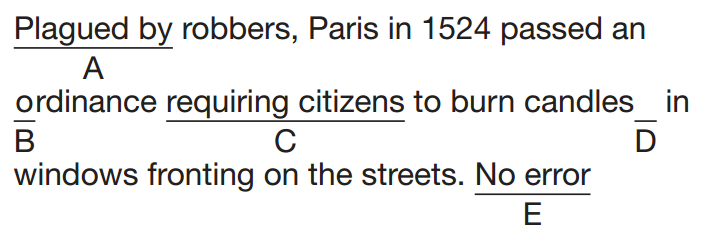 Plagued by robbers, Paris in 1524 passed an
A
ordinance requiring citizens to burn candles_ in
B C D
windows fronting on the streets. No error
E